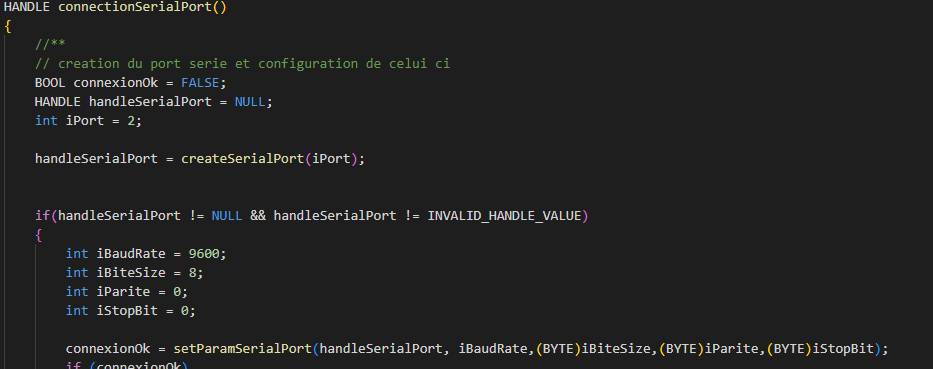 HANDLE connectionSerialPort()
{
//**
// creation du port serie et configuration de celui ci
BOOL connexionOk = FALSE;
HANDLE handleSerialPort = NULL;
int iPort = 2;
handleSerialPort = createSerialPort(iPort);
if(handleSerialPort != NULL && handleSerialPort != INVALID_HANDLE_VALUE)
{
int iBaudRate = 9600;
int iBiteSize = 8;
int iParite = 0;
int iStopBit = 0;
connexionOk = setParamSerialPort(handleSerialPort, iBaudRate,(BYTE)iBiteSize,(BYTE)iParite,(BYTE)iStopBit);
if (connexionOk)